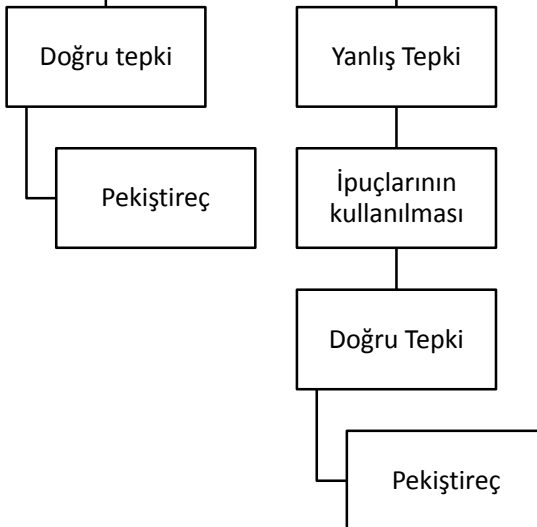 Doğru tepki
Pekiştireç
Yanlış Tepki
İpuçlarının
kullanılması
Doğru Tepki
Pekiştireç